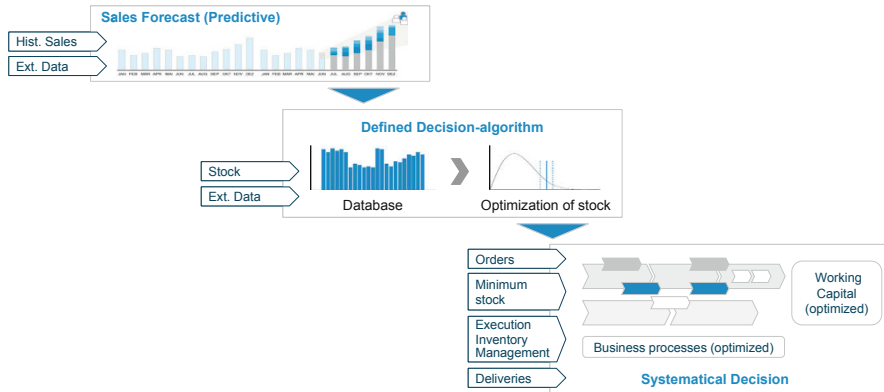 Sales Forecast (Predictive)
Hist. Sales
Ext. Data
JAN FEB MAR APR MAI JUN JUL AUG SEP OKT NOV DEZ JAN FEB MAR APR MAI JUN JUL AUG SEP OKT NOV DEZ
Defined Decision-algorithm
Stock
Ext. Data
Database
Optimization of stock
Orders
Minimum
stock
Execution
Inventory
Management
Deliveries
Working
Capital
(optimized)
Business processes (optimized)
Systematical Decision